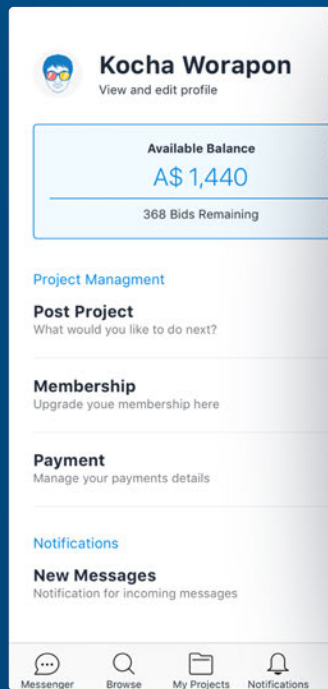 Kocha Worapon
View and edit profile
Available Balance
A$ 1,440
368 Bids Remaining
Project Managment
Post Project
What would you like to do next?
Membership
Upgrade youe membership here
Payment
Manage your payments details
Notifications
New Messages
Notification for incoming messages
Messenger Browse My Projects Notifications